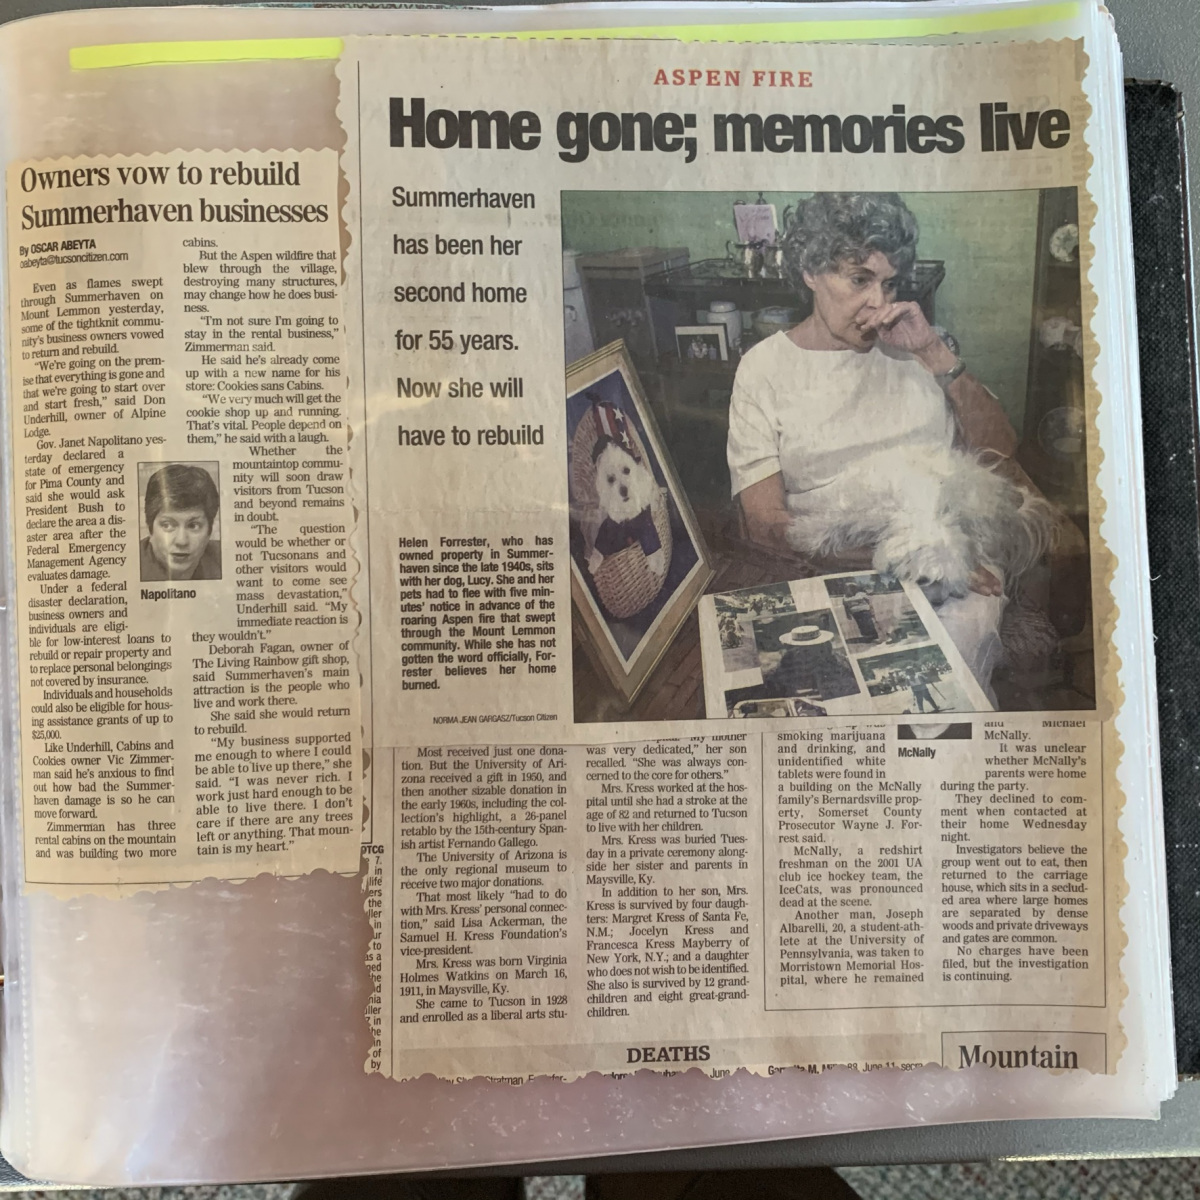 Owners vow to rebuild
Summerhaven businesses
By OSCAR ABEYTA
oabeyta@tucsoncitizen.com
Even as flames swept
through Summerhaven on
Mount Lemmon yesterday,
some of the tightknit commu-
nity's business owners vowed
to return and rebuild.
"We're going on the prem-
ise that everything is gone and
that we're going to start over
and start fresh," said Don
Underhill, owner of Alpine
Lodge.
Gov. Janet Napolitano yes-
terday declared a
state of emergency
for Pima County and
said she would ask
President Bush to
declare the area a dis-
aster area after the
Federal Emergency
Management Agency
evaluates damage.
Under a federal
disaster declaration,
business owners and
individuals are eligi-
ble for low-interest loans to
rebuild or repair property and
to replace personal belongings
not covered by insurance.
Individuals and households
could also be eligible for hous-
ing assistance grants of up to
$25,000.
Like Underhill, Cabins and
Cookies owner Vic Zimmer-
man said he's anxious to find
out how bad the Summer-
haven damage is so he can
move forward.
Zimmerman has three
rental cabins on the mountain
and was building two more
Napolitano
cabins.
But the Aspen wildfire that
blew through the village,
destroying many structures,
may change how he does busi-
ness.
"I'm not sure I'm going to
stay in the rental business,"
Zimmerman said.
He said he's already come
up with a new name for his
store: Cookies sans Cabins.
"We very much will get the
cookie shop up and running.
That's vital. People depend on
them," he said with a laugh.
Whether the
mountaintop commu-
nity will soon draw
visitors from Tucson
and beyond remains
in doubt.
"The question
would be whether or
not Tucsonans and
other visitors would
want to come see
mass devastation,"
Underhill said. "My
immediate reaction is
they wouldn't."
Deborah Fagan, owner of
The Living Rainbow gift shop,
said Summerhaven's main
attraction is the people who
live and work there.
She said she would return
to rebuild.
"My business supported
me enough to where I could
be able to live up there," she
said. "I was never rich. I
work just hard enough to be
able to live there. I don't
care if there are any trees
left or anything. That moun-
tain is my heart."
ASPEN FIRE
Home gone; memories live
Summerhaven
has been her
second home
for 55 years.
Now she will
have to rebuild
Helen Forrester, who has
owned property in Summer-
haven since the late 1940s, sits
with her dog, Lucy. She and her
pets had to flee with five min-
utes' notice in advance of the
roaring Aspen fire that swept
through the Mount Lemmon
community. While she has not
gotten the word officially, For-
rester believes her home
burned.
NORMA JEAN GARGASZ/Tucson Citizen
OTCG
7.
in
life
ers
the
ller
in
ur
to
as a
ned
he
nia
iller
in
he
in
of
by
Most received just one dona-
tion. But the University of Ari-
zona received a gift in 1950, and
then another sizable donation in
the early 1960s, including the col-
lection's highlight, a 26-panel
retablo by the 15th-century Span-
ish artist Fernando Gallego.
The University of Arizona is
the only regional museum to
receive two major donations.
That most likely "had to do
with Mrs. Kress' personal connec-
tion," said Lisa Ackerman, the
Samuel H. Kress Foundation's
vice-president.
Mrs. Kress was born Virginia
Holmes Watkins on March 16,
1911, in Maysville, Ky.
She came to Tucson in 1928
and enrolled as a liberal arts stu-
My mother
was very dedicated," her son
recalled. "She was always con-
cerned to the core for others."
Mrs. Kress worked at the hos-
pital until she had a stroke at the
age of 82 and returned to Tucson
to live with her children.
Mrs. Kress was buried Tues-
day in a private ceremony along-
side her sister and parents in
Maysville, Ky.
In addition to her son, Mrs.
Kress is survived by four daugh-
ters: Margret Kress of Santa Fe,
N.M.; Jocelyn Kress and
Francesca Kress Mayberry of
New York, N.Y.; and a daughter
who does not wish to be identified.
She also is survived by 12 grand-
children and eight great-grand-
children.
smoking marijuana
and drinking, and
unidentified white
tablets were found in
a building on the McNally
family's Bernardsville prop-
erty, Somerset County
Prosecutor Wayne J. For-
rest said.
McNally, a redshirt
freshman on the 2001 UA
club ice hockey team, the
IceCats, was pronounced
dead at the scene.
Another man, Joseph
Albarelli, 20, a student-ath-
lete at the University of
Pennsylvania, was taken to
Morristown Memorial Hos-
pital, where he remained
McNally
and Michael
McNally.
It was unclear
whether McNally's
parents were home
during the party.
They declined to com-
ment when contacted at
their home Wednesday
night.
Investigators believe the
group went out to eat, then
returned to the carriage
house, which sits in a seclud-
ed area where large homes
are separated by dense
woods and private driveways
and gates are common.
No charges have been
filed, but the investigation
is continuing.
DEATHS
June
June 11, secm
Mountain